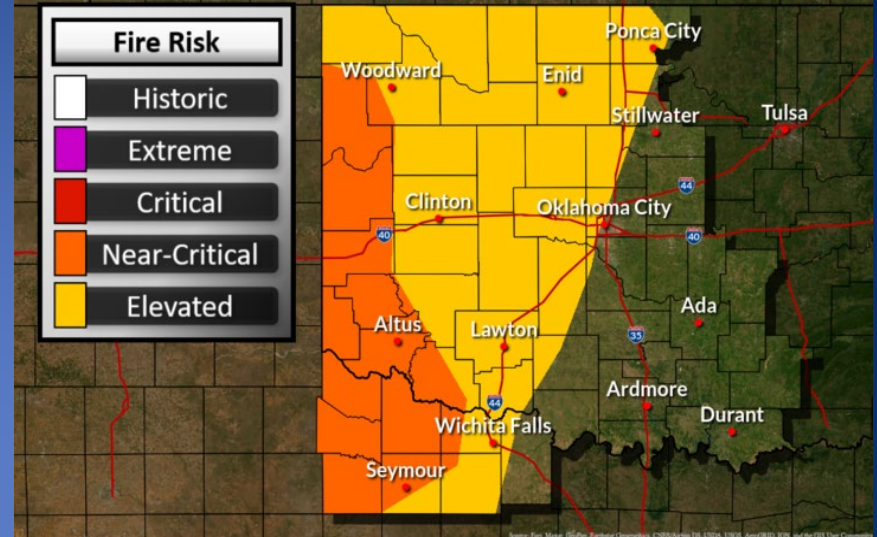 Fire Risk
Historic
Extreme
Critical
Near-Critical
Elevated
Ponca City
Woodward
Enid
Stillwater
Tulsa
44
Clinton
Oklahoma City
40
40
Ada
Altus
Lawton
35
Ardmore
44
Durant
Wichita Falls
Seymour